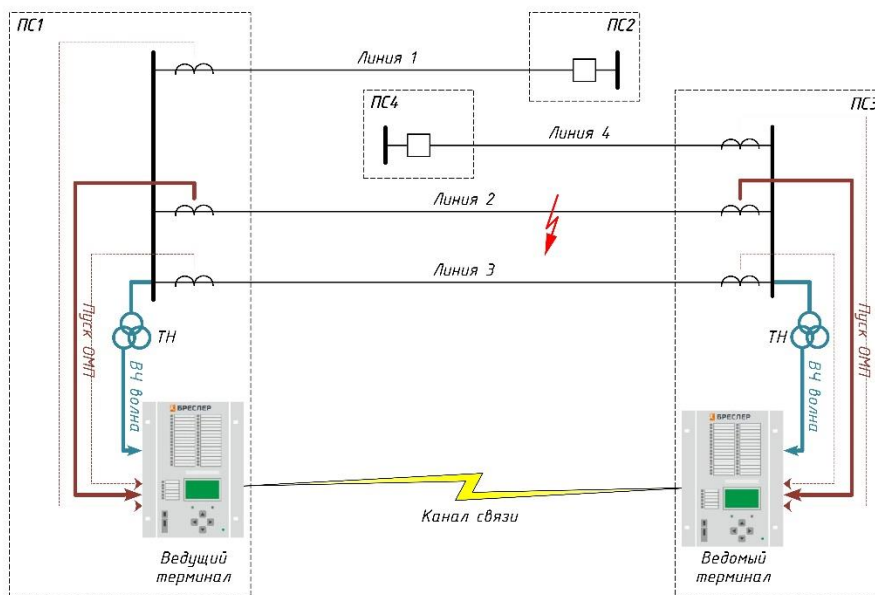 ПС1
ПС2
Линия 1
ПС4
ПС3
Линия 4
Линия 2
Линия 3
ТН
ТН
Пуск ОМП
ВЧ волна
ВЧ волна
Пуск ОМП
БРЕСЛЕР
БРЕСЛЕР
Канал связи
Ведущий
терминал
Ведомый
терминал